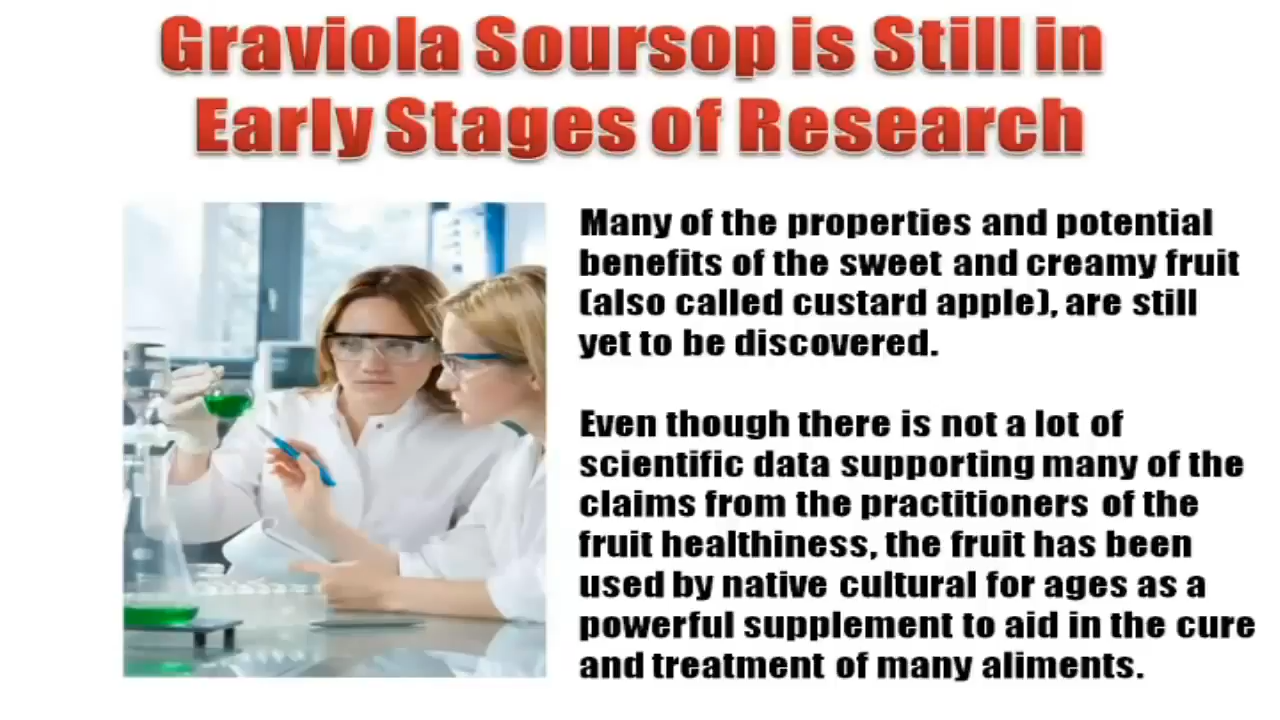 Graviola Soursop is Still in
Early Stages of Research
Many of the properties and potential
benefits of the sweet and creamy fruit
(also called custard apple), are still
yet to be discovered.
Even though there is not a lot of
scientific data supporting many of the
claims from the practitioners of the
fruit healthiness, the fruit has been
used by native cultural for ages as a
powerful supplement to aid in the cure
and treatment of many aliments.